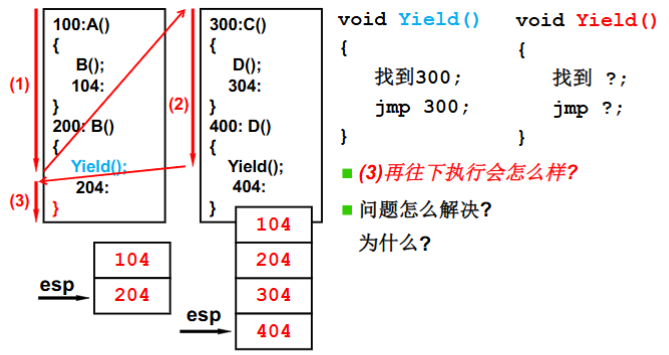 100:A()
{
B();
104:
}
200: B()
{
Yield();
204:
}
(1)
(3)
300:C()
{
D();
304:
}
400: D()
{
Yield();
404:
}
(2)
esp
104
204
esp
104
204
304
404
void Yield()
{
找到300;
jmp 300;
}
void Yield()
{
找到 ?;
jmp ?;
}
(3)再往下执行会怎么样?
问题怎么解决?
为什么?